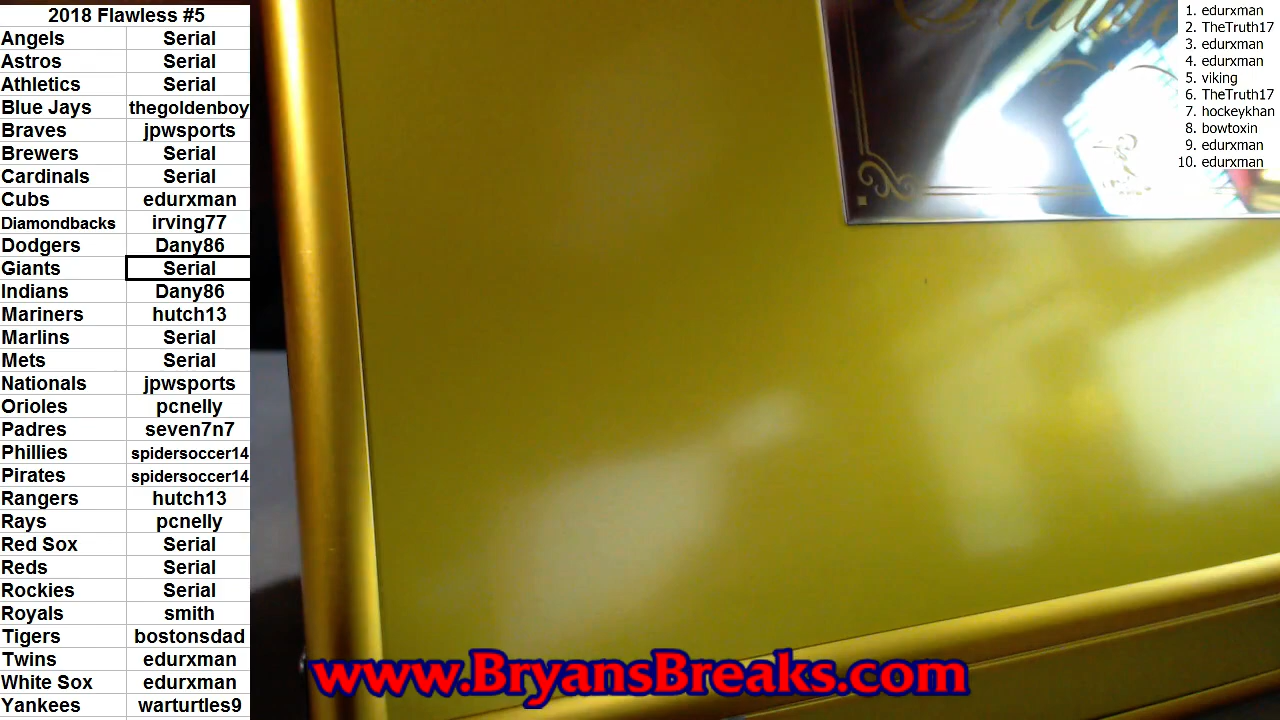 2018 Flawless #5
Angels Serial
Astros Serial
Athletics Serial
Blue Jays thegoldenboy
Braves jpwsports
Brewers Serial
Cardinals Serial
Cubs edurxman
Diamondbacks irving77
Dodgers Dany86
Giants Serial
Indians Dany86
Mariners hutch13
Marlins Serial
Mets Serial
Nationals jpwsports
Orioles pcnelly
Padres seven7n7
Phillies spidersoccer14
Pirates spidersoccer14
Rangers hutch13
Rays pcnelly
Red Sox Serial
Reds Serial
Rockies Serial
Royals smith
Tigers bostonsdad
Twins edurxman
White Sox edurxman
Yankees warturtles9
1. edurxman
2. TheTruth17
3. edurxman
4. edurxman
5. viking
6. TheTruth17
7. hockeykhan
8. bowtoxin
9. edurxman
10. edurxman
www.BryansBreaks.com